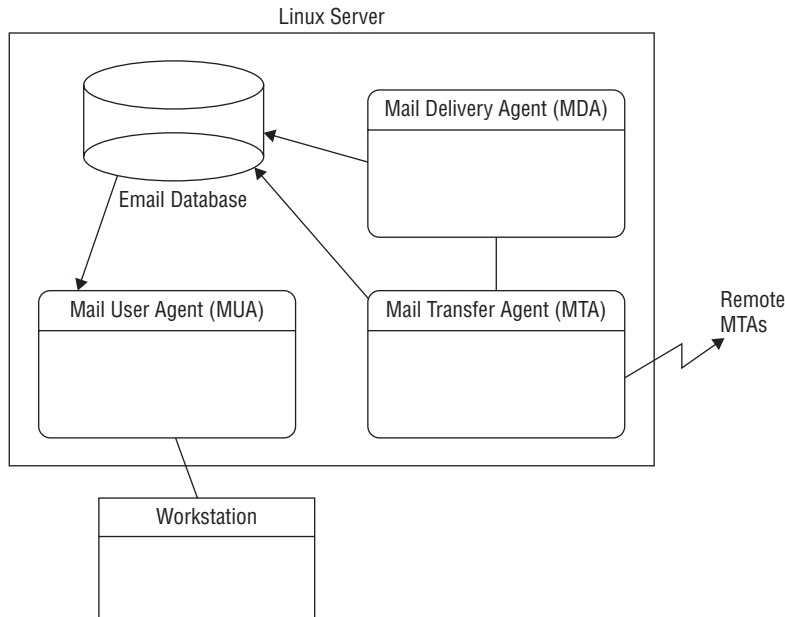 Linux Server
Mail Delivery Agent (MDA)
Email Database
Mail User Agent (MUA)
Mail Transfer Agent (MTA)
Remote
MTAs
Workstation